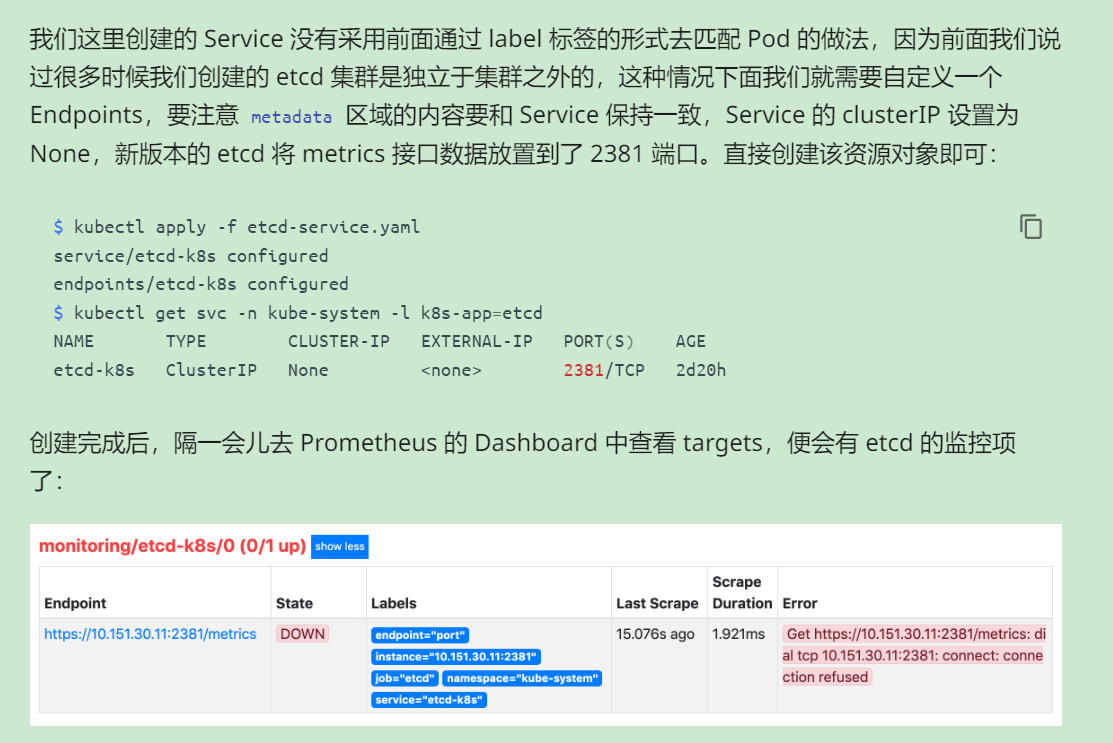 我们这里创建的 Service 没有采用前面通过 label 标签的形式去匹配 Pod 的做法，因为前面我们说
过很多时候我们创建的 etcd 集群是独立于集群之外的，这种情况下面我们就需要自定义一个
Endpoints，要注意 metadata 区域的内容要和 Service 保持一致，Service 的 clusterIP 设置为
None，新版本的 etcd 将 metrics 接口数据放置到了 2381 端口。直接创建该资源对象即可：
$ kubectl apply -f etcd-service.yaml
service/etcd-k8s configured
endpoints/etcd-k8s configured
$ kubectl get svc -n kube-system -l k8s-app=etcd
NAME TYPE CLUSTER-IP EXTERNAL-IP PORT(S) AGE
etcd-k8s ClusterIP None <none> 2381/TCP 2d20h
创建完成后，隔一会儿去 Prometheus 的 Dashboard 中查看 targets，便会有 etcd 的监控项
了：
monitoring/etcd-k8s/0 (0/1 up) show less
Endpoint State Labels Last Scrape Scrape Duration Error
https://10.151.30.11:2381/metrics DOWN endpoint="port" 15.076s ago 1.921ms Get https://10.151.30.11:2381/metrics: di
instance="10.151.30.11:2381" al tcp 10.151.30.11:2381: connect: conne
job="etcd" namespace="kube-system" ction refused
service="etcd-k8s"